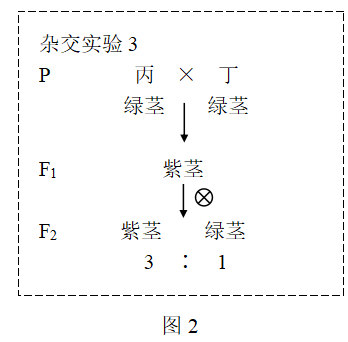 杂交实验 3
P 丙 × 丁
绿茎 绿茎
F₁ 紫茎
⊗
F₂ 紫茎 绿茎
3 : 1
图 2